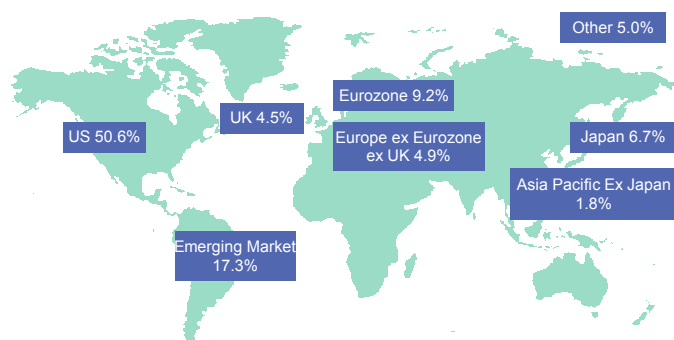 Other 5.0%
Eurozone 9.2%
UK 4.5%
US 50.6%
Europe ex Eurozone
ex UK 4.9%
Japan 6.7%
Asia Pacific Ex Japan
1.8%
Emerging Market
17.3%